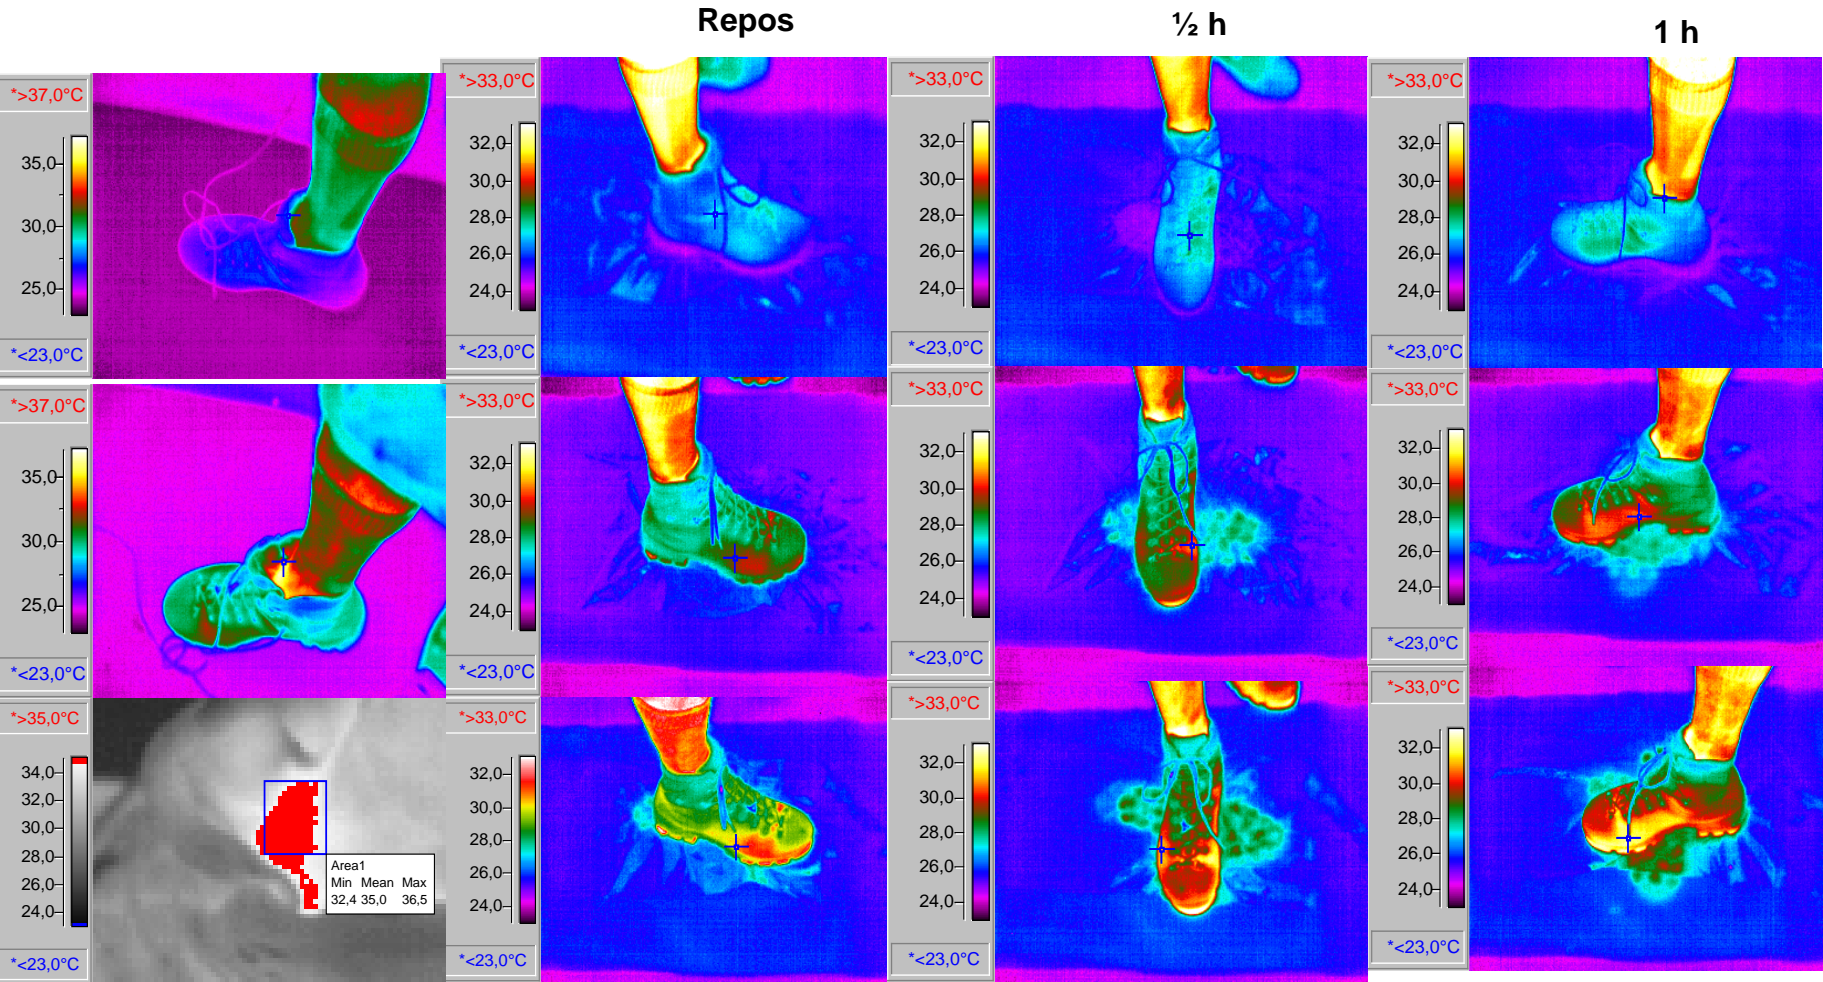 Repos
½ h
1 h
*>37,0°C
35,0
30,0
25,0
*<23,0°C
*>33,0°C
32,0
30,0
28,0
26,0
24,0
*<23,0°C
*>33,0°C
32,0
30,0
28,0
26,0
24,0
*<23,0°C
*>33,0°C
32,0
30,0
28,0
26,0
24,0
*<23,0°C
*>37,0°C
35,0
30,0
25,0
*<23,0°C
*>33,0°C
32,0
30,0
28,0
26,0
24,0
*<23,0°C
*>33,0°C
32,0
30,0
28,0
26,0
24,0
*<23,0°C
*>33,0°C
32,0
30,0
28,0
26,0
24,0
*<23,0°C
*>35,0°C
34,0
32,0
30,0
28,0
26,0
24,0
*<23,0°C
Area1
Min Mean Max
32,4 35,0 36,5
*>33,0°C
32,0
30,0
28,0
26,0
24,0
*<23,0°C
*>33,0°C
32,0
30,0
28,0
26,0
24,0
*<23,0°C
*>33,0°C
32,0
30,0
28,0
26,0
24,0
*<23,0°C